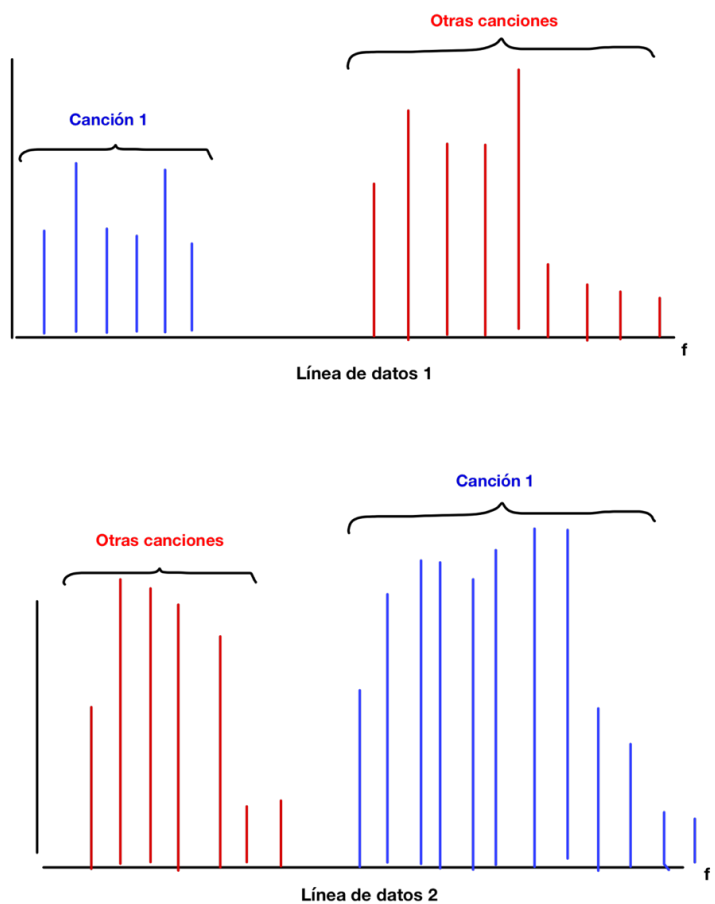 Otras canciones
Canción 1
f
Línea de datos 1
Canción 1
Otras canciones
f
Línea de datos 2